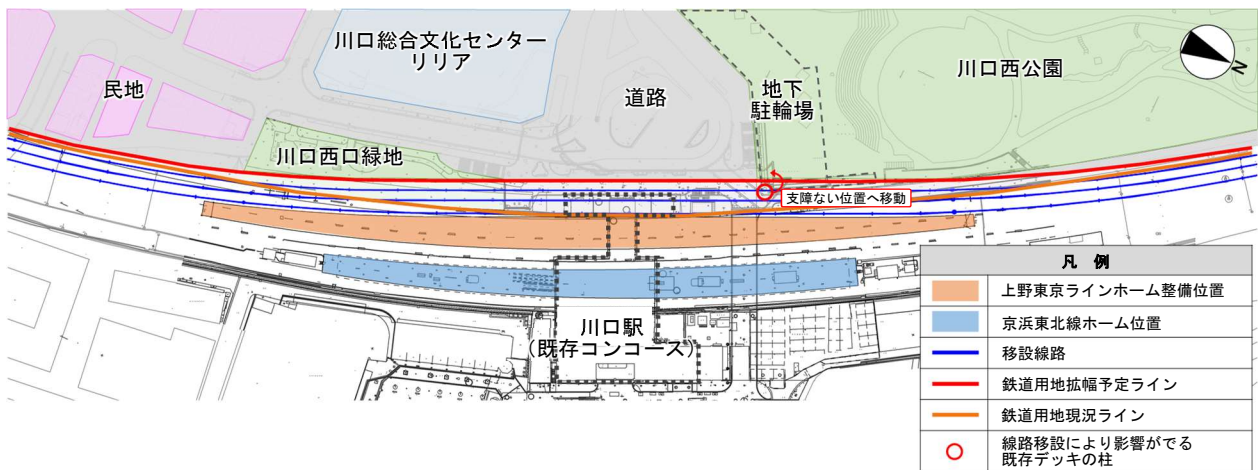 川口総合文化センター
リリア
民地
道路
地下
駐輪場
川口西公園
N
川口西口緑地
支障ない位置へ移動
川口駅
(既存コンコース)
凡 例
上野東京ラインホーム整備位置
京浜東北線ホーム位置
移設線路
鉄道用地拡幅予定ライン
鉄道用地現況ライン
線路移設により影響がでる
既存デッキの柱